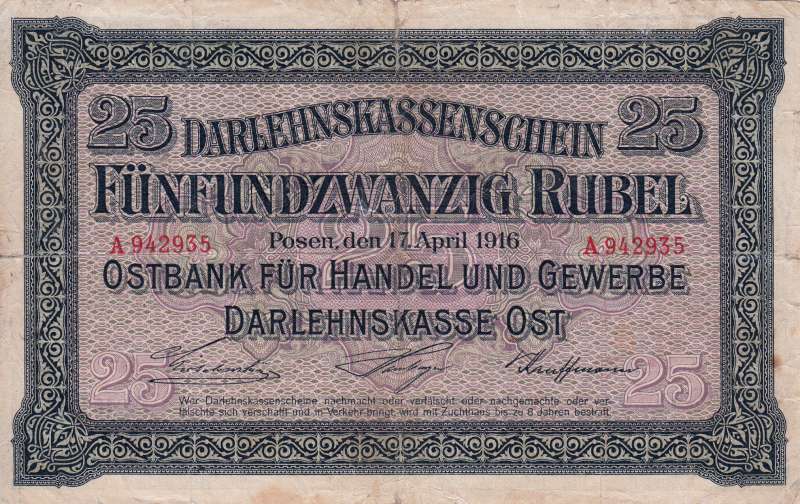 25 DARLEHNSKASSENSCHEIN 25
FÜNFUNDZWANZIG RUBEL
A 942935 Posen, den 17. April 1916 A 942935
OSTBANK FÜR HANDEL UND GEWERBE
DARLEHNSKASSE OST
25 Kauffmann 25
Wer Darlehnskassenscheine nachmacht oder verfälscht oder nachgemachte oder ver-
fälschte sich verschafft und in Verkehr bringt, wird mit Zuchthaus bis zu 8 Jahren bestraft.